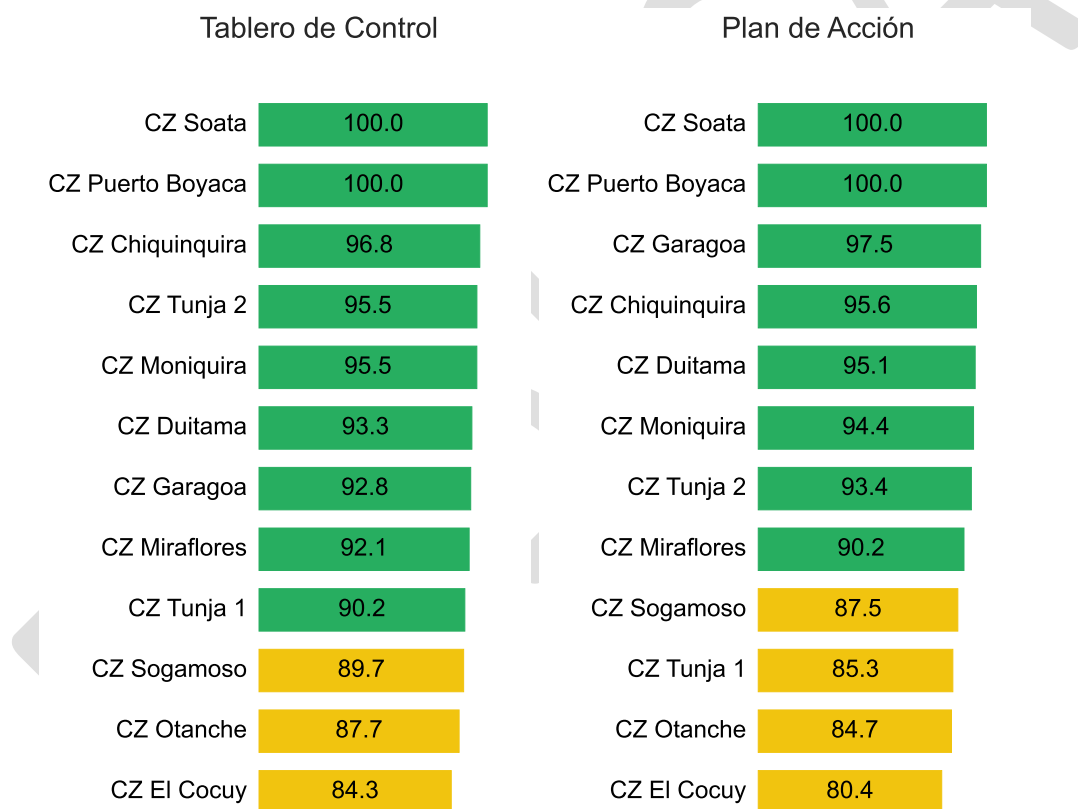 Tablero de Control
CZ Soata 100.0
CZ Puerto Boyaca 100.0
CZ Chiquinquira 96.8
CZ Tunja 2 95.5
CZ Moniquira 95.5
CZ Duitama 93.3
CZ Garagoa 92.8
CZ Miraflores 92.1
CZ Tunja 1 90.2
CZ Sogamoso 89.7
CZ Otanche 87.7
CZ El Cocuy 84.3
Plan de Acción
CZ Soata 100.0
CZ Puerto Boyaca 100.0
CZ Garagoa 97.5
CZ Chiquinquira 95.6
CZ Duitama 95.1
CZ Moniquira 94.4
CZ Tunja 2 93.4
CZ Miraflores 90.2
CZ Sogamoso 87.5
CZ Tunja 1 85.3
CZ Otanche 84.7
CZ El Cocuy 80.4